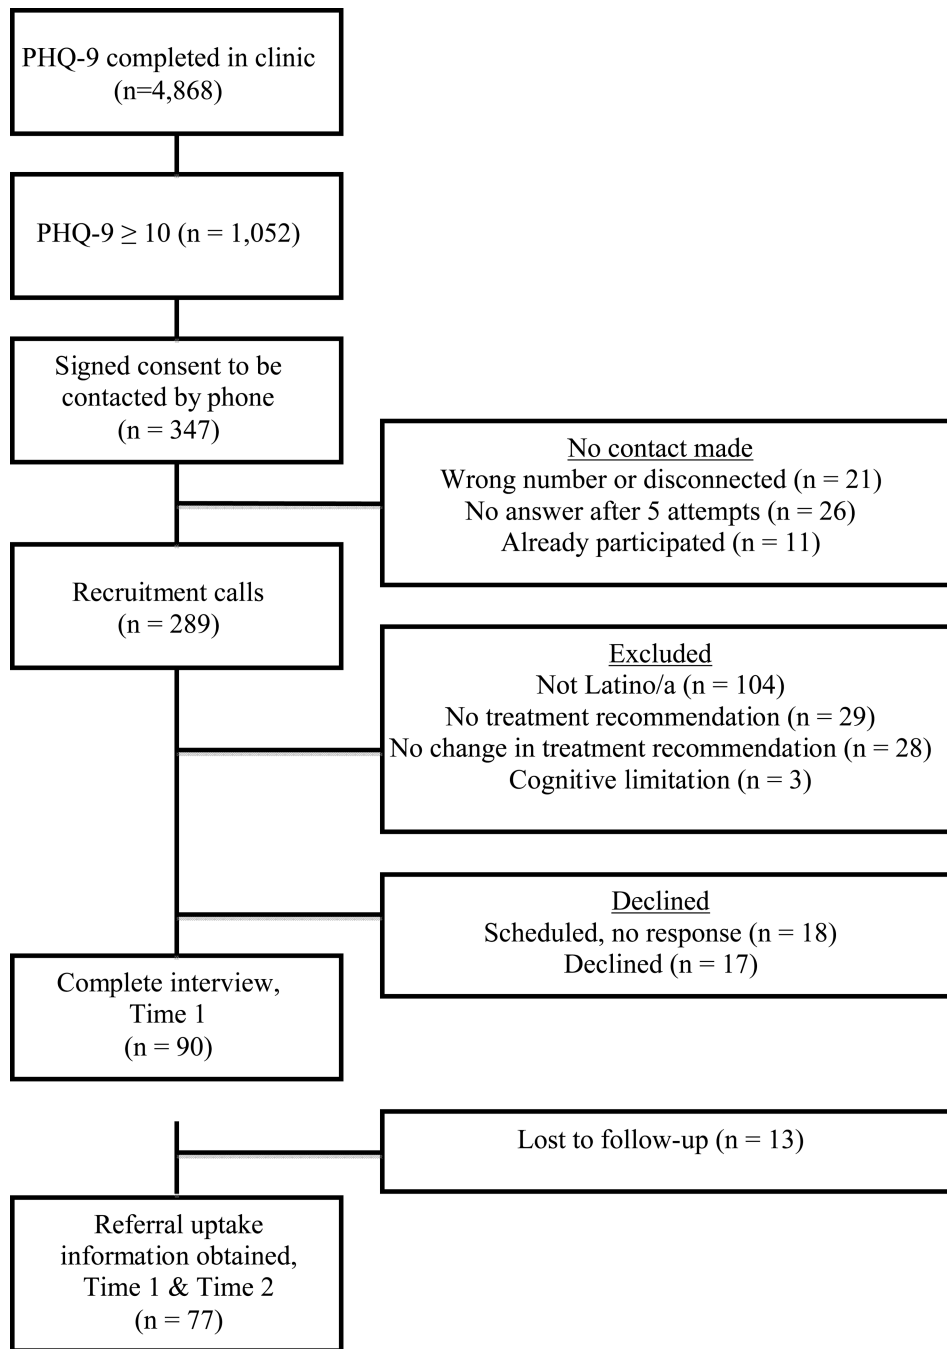 PHQ-9 completed in clinic
(n=4,868)
PHQ-9 ≥ 10 (n = 1,052)
Signed consent to be
contacted by phone
(n = 347)
No contact made
Wrong number or disconnected (n = 21)
No answer after 5 attempts (n = 26)
Already participated (n = 11)
Recruitment calls
(n = 289)
Excluded
Not Latino/a (n = 104)
No treatment recommendation (n = 29)
No change in treatment recommendation (n = 28)
Cognitive limitation (n = 3)
Declined
Scheduled, no response (n = 18)
Declined (n = 17)
Complete interview,
Time 1
(n = 90)
Lost to follow-up (n = 13)
Referral uptake
information obtained,
Time 1 & Time 2
(n = 77)